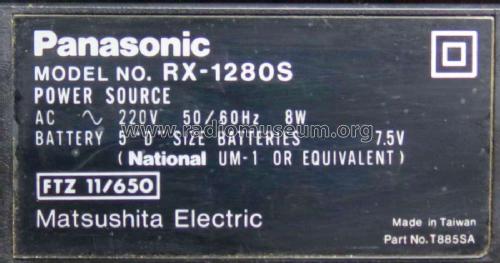 Panasonic
MODEL NO. RX-1280S
POWER SOURCE
AC ~ 220V 50/60Hz 8W
BATTERY 5 "D" SIZE BATTERIES 7.5V
(National UM-1 OR EQUIVALENT)
FTZ 11/650
Matsushita Electric
Made in Taiwan
Part No. T885SA
www.radiomuseum.org